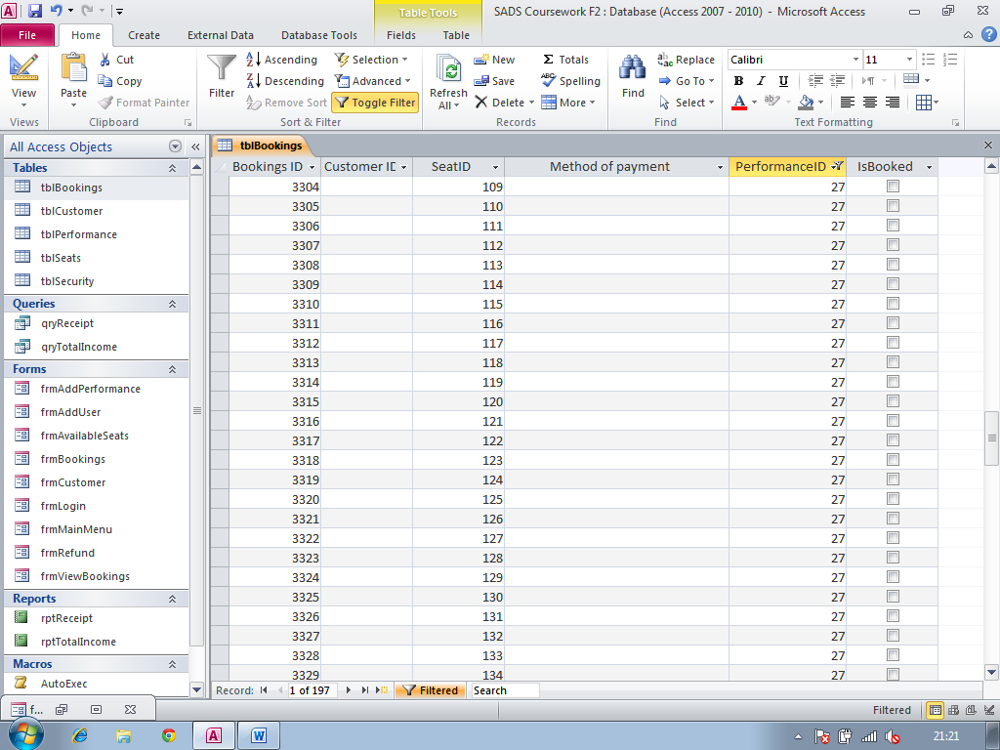 Table Tools
SADS Coursework F2 : Database (Access 2007 - 2010) - Microsoft Access
File Home Create External Data Database Tools Fields Table
View
Views
Paste
Cut
Copy
Format Painter
Clipboard
Filter
Ascending
Descending
Remove Sort
Selection
Advanced
Toggle Filter
Sort & Filter
Refresh
All
New
Save
Delete
Totals
Spelling
More
Records
Find
Replace
Go To
Select
Find
Calibri 11
B I U
A ab
Text Formatting
All Access Objects
Tables
tblBookings
tblCustomer
tblPerformance
tblSeats
tblSecurity
Queries
qryReceipt
qryTotalIncome
Forms
frmAddPerformance
frmAddUser
frmAvailableSeats
frmBookings
frmCustomer
frmLogin
frmMainMenu
frmRefund
frmViewBookings
Reports
rptReceipt
rptTotalIncome
Macros
AutoExec
tblBookings
Bookings ID Customer IE SeatID Method of payment PerformanceID IsBooked
3304 109 27
3305 110 27
3306 111 27
3307 112 27
3308 113 27
3309 114 27
3310 115 27
3311 116 27
3312 117 27
3313 118 27
3314 119 27
3315 120 27
3316 121 27
3317 122 27
3318 123 27
3319 124 27
3320 125 27
3321 126 27
3322 127 27
3323 128 27
3324 129 27
3325 130 27
3326 131 27
3327 132 27
3328 133 27
3329 134 27
Record: 1 of 197 Filtered Search
f...
Filtered
21:21